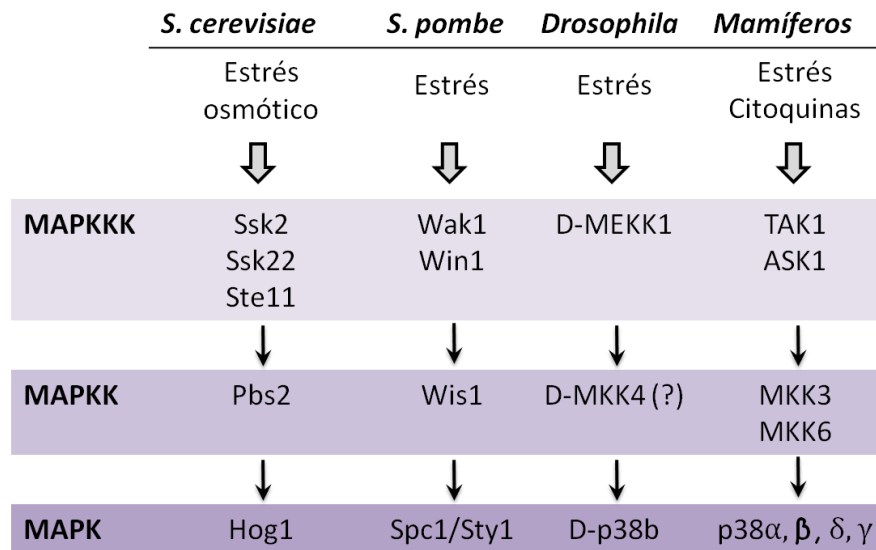 S. cerevisiae S. pombe Drosophila Mamíferos
Estrés osmótico Estrés Estrés Estrés Citoquinas
MAPKKK Ssk2 Wak1 D-MEKK1 TAK1
Ssk22 Win1 ASK1
Ste11
MAPKK Pbs2 Wis1 D-MKK4 (?) MKK3
MKK6
MAPK Hog1 Spc1/Sty1 D-p38b p38α, β, δ, γ